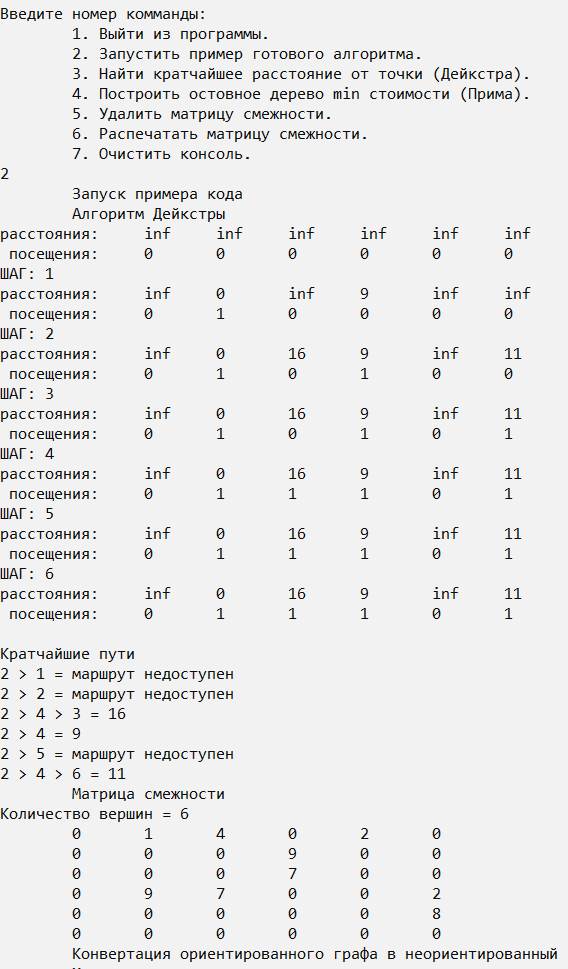 Введите номер комманды:
1. Выйти из программы.
2. Запустить пример готового алгоритма.
3. Найти кратчайшее расстояние от точки (Дейкстра).
4. Построить остовное дерево min стоимости (Прима).
5. Удалить матрицу смежности.
6. Распечатать матрицу смежности.
7. Очистить консоль.
2
Запуск примера кода
Алгоритм Дейкстры
расстояния: inf inf inf inf inf inf
посещения: 0 0 0 0 0 0
ШАГ: 1
расстояния: inf 0 inf 9 inf inf
посещения: 0 1 0 0 0 0
ШАГ: 2
расстояния: inf 0 16 9 inf 11
посещения: 0 1 0 1 0 0
ШАГ: 3
расстояния: inf 0 16 9 inf 11
посещения: 0 1 0 1 0 1
ШАГ: 4
расстояния: inf 0 16 9 inf 11
посещения: 0 1 1 1 0 1
ШАГ: 5
расстояния: inf 0 16 9 inf 11
посещения: 0 1 1 1 0 1
ШАГ: 6
расстояния: inf 0 16 9 inf 11
посещения: 0 1 1 1 0 1
Кратчайшие пути
2 > 1 = маршрут недоступен
2 > 2 = маршрут недоступен
2 > 4 > 3 = 16
2 > 4 = 9
2 > 5 = маршрут недоступен
2 > 4 > 6 = 11
Матрица смежности
Количество вершин = 6
0 1 4 0 2 0
0 0 0 9 0 0
0 0 0 7 0 0
0 9 7 0 0 2
0 0 0 0 0 8
0 0 0 0 0 0
Конвертация ориентированного графа в неориентированный